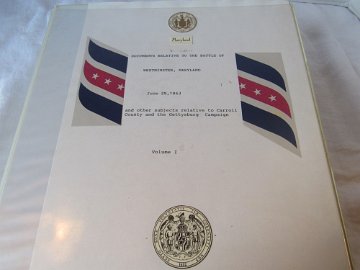 Maryland
DOCUMENTS RELATIVE TO THE BATTLE OF
WESTMINSTER, MARYLAND
June 29, 1863
and other subjects relative to Carroll
County and the Gettysburg Campaign
Volume I